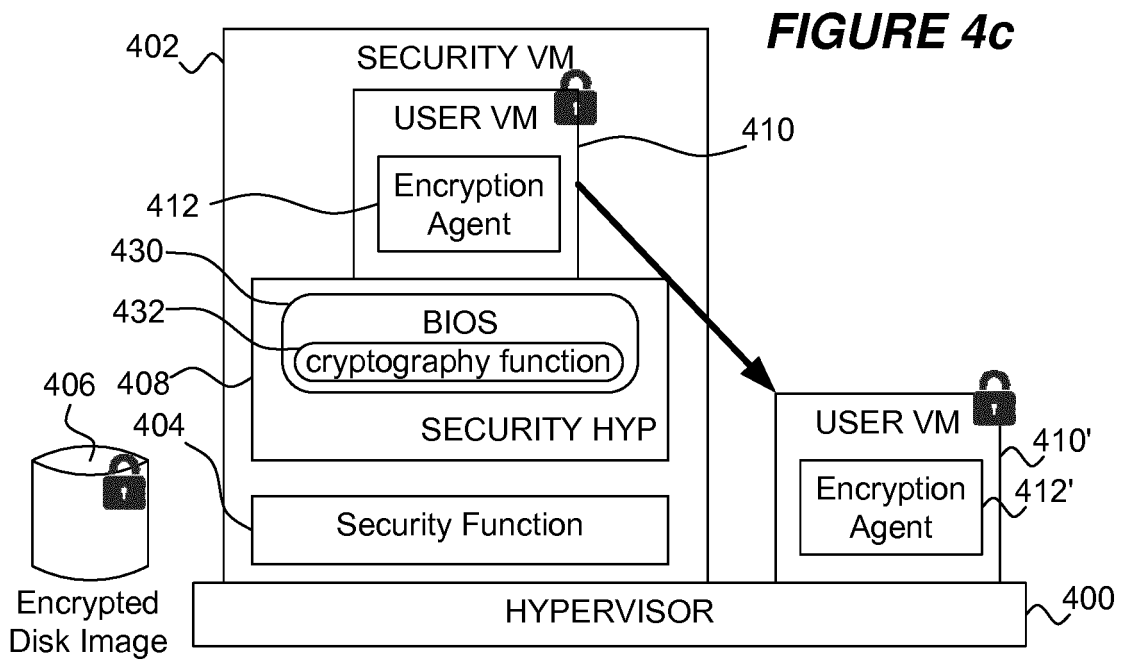 FIGURE 4c
402
SECURITY VM
USER VM
410
Encryption
Agent
412
430
BIOS
432
cryptography function
408
406
404
SECURITY HYP
USER VM
410'
Encryption
Agent
412'
Security Function
Encrypted
Disk Image
HYPERVISOR
400